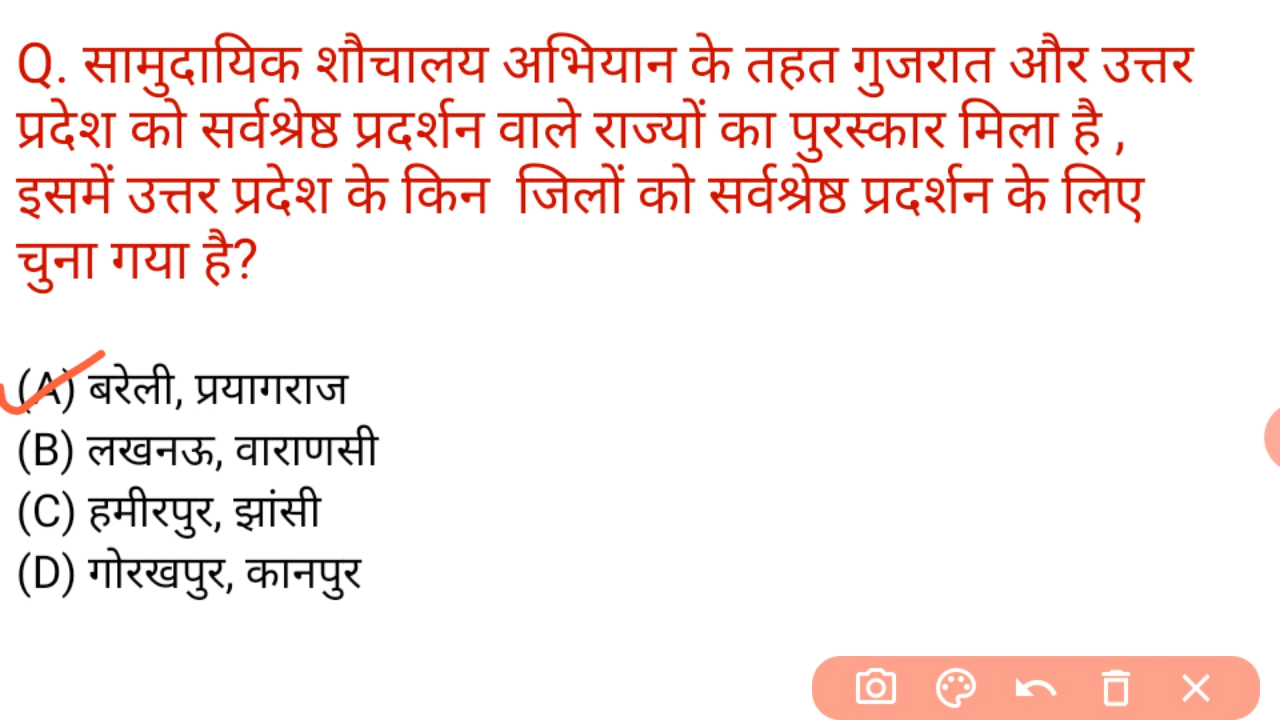 Q. सामुदायिक शौचालय अभियान के तहत गुजरात और उत्तर
प्रदेश को सर्वश्रेष्ठ प्रदर्शन वाले राज्यों का पुरस्कार मिला है ,
इसमें उत्तर प्रदेश के किन जिलों को सर्वश्रेष्ठ प्रदर्शन के लिए
चुना गया है?
(A) बरेली, प्रयागराज
(B) लखनऊ, वाराणसी
(C) हमीरपुर, झांसी
(D) गोरखपुर, कानपुर